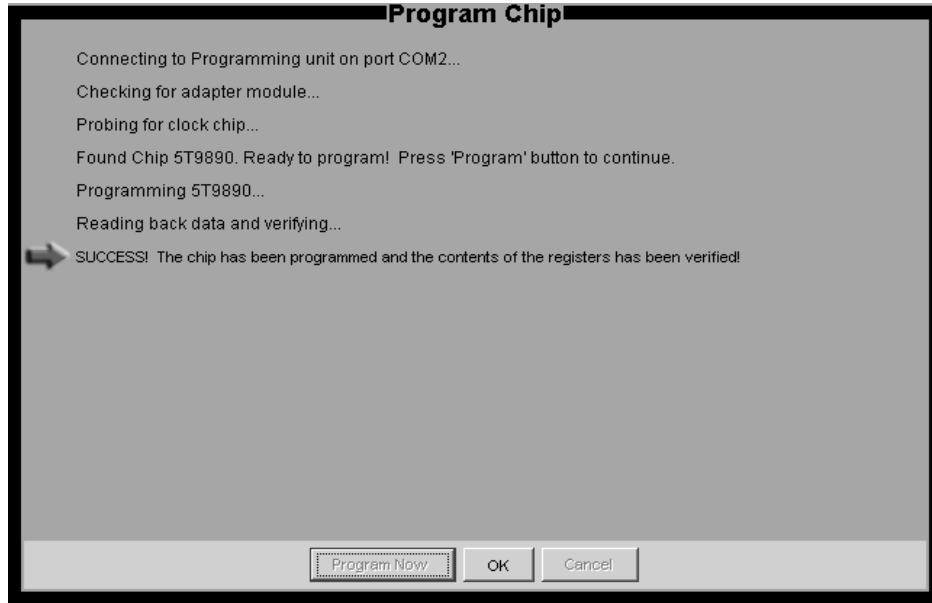 Program Chip
Connecting to Programming unit on port COM2...
Checking for adapter module...
Probing for clock chip...
Found Chip 5T9890. Ready to program! Press 'Program' button to continue.
Programming 5T9890...
Reading back data and verifying...
SUCCESS! The chip has been programmed and the contents of the registers has been verified!
Program Now OK Cancel